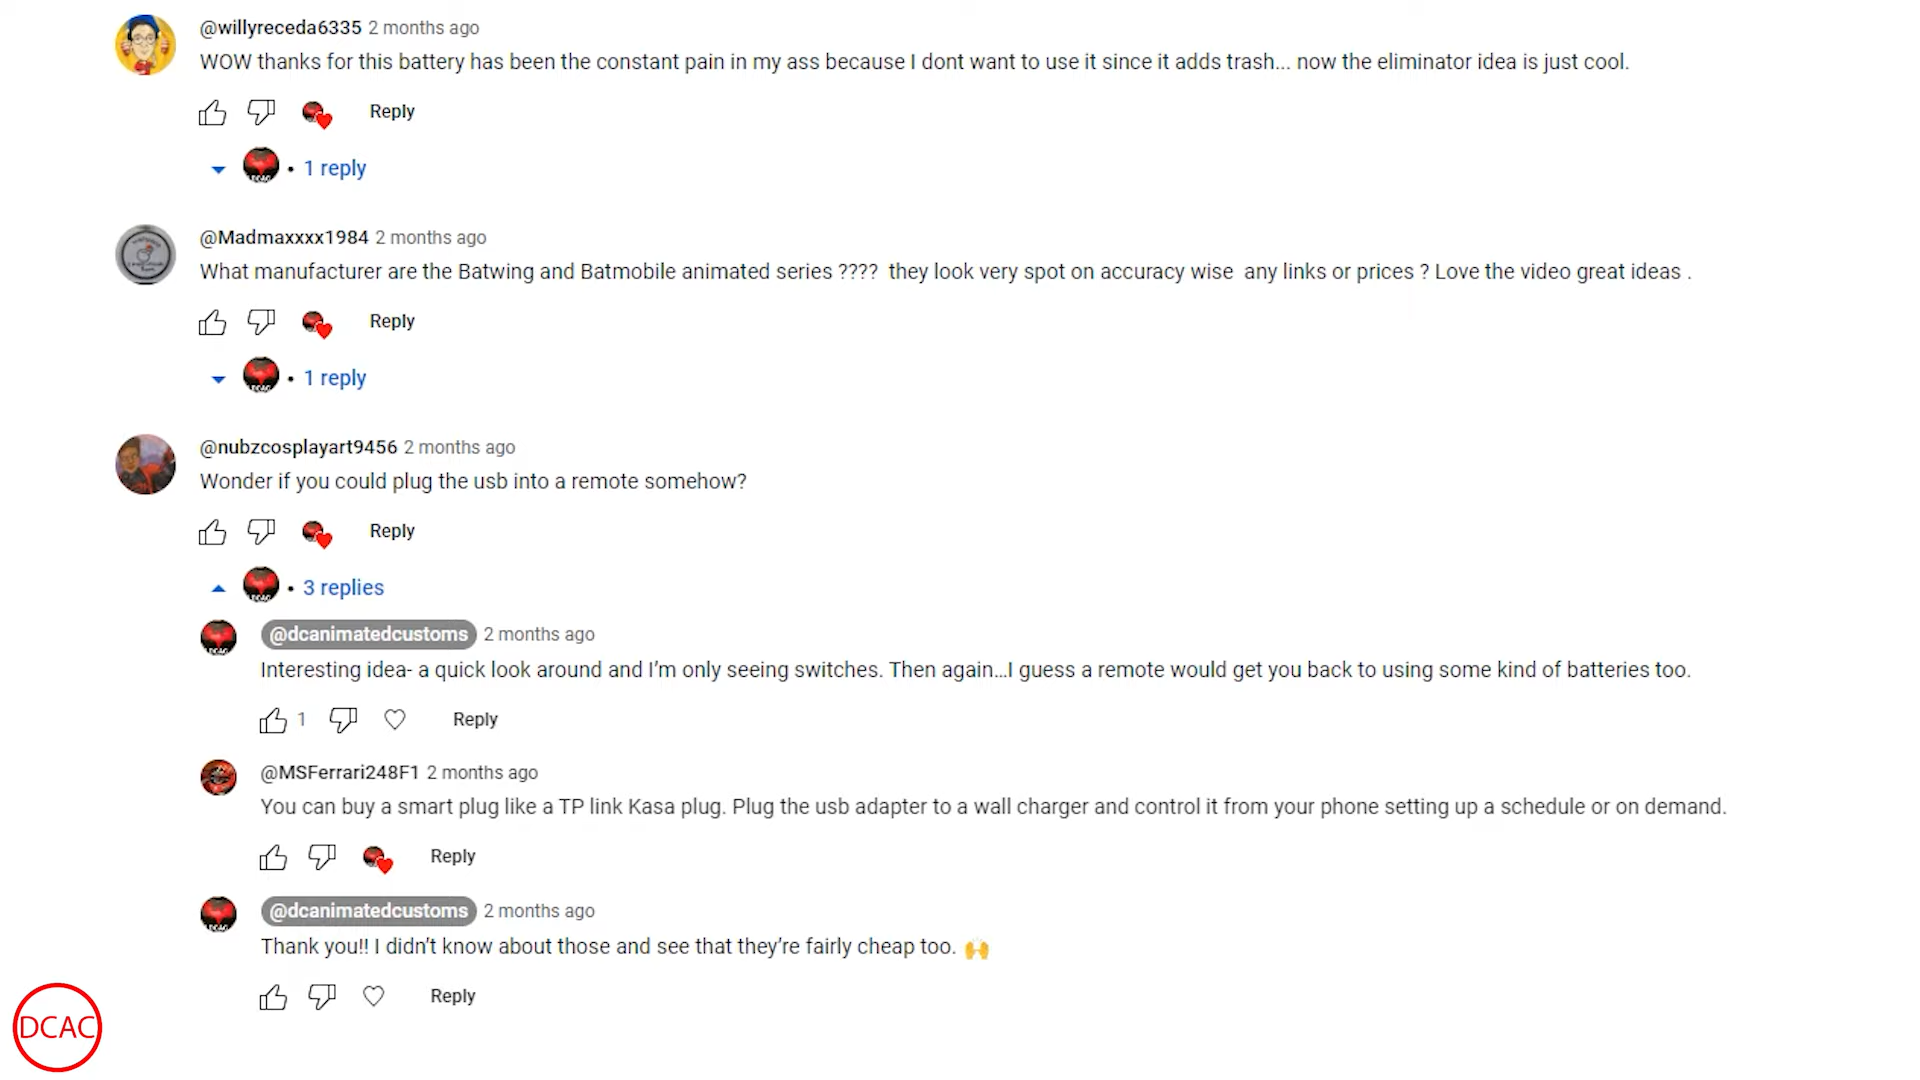 @willyreceda6335 2 months ago
WOW thanks for this battery has been the constant pain in my ass because I dont want to use it since it adds trash... now the eliminator idea is just cool.
Reply
DCAC • 1 reply
@Madmaxxxx1984 2 months ago
What manufacturer are the Batwing and Batmobile animated series ???? they look very spot on accuracy wise any links or prices ? Love the video great ideas .
Reply
DCAC • 1 reply
@nubzcosplayart9456 2 months ago
Wonder if you could plug the usb into a remote somehow?
Reply
DCAC • 3 replies
@dcanimatedcustoms 2 months ago
Interesting idea- a quick look around and I’m only seeing switches. Then again...I guess a remote would get you back to using some kind of batteries too.
1 Reply
@MSFerrari248F1 2 months ago
You can buy a smart plug like a TP link Kasa plug. Plug the usb adapter to a wall charger and control it from your phone setting up a schedule or on demand.
Reply
@dcanimatedcustoms 2 months ago
Thank you!! I didn’t know about those and see that they’re fairly cheap too. 🙌
Reply
DCAC